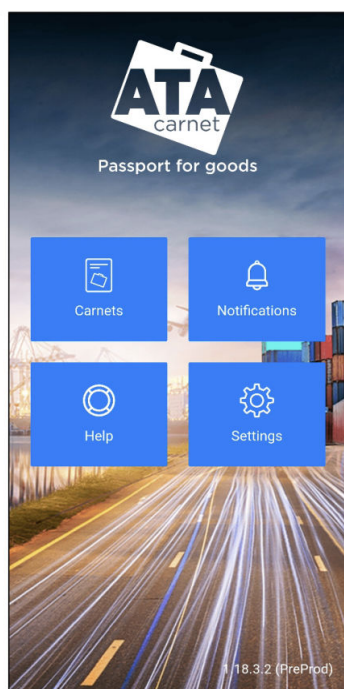 ATA
carnet
Passport for goods
Carnets
Notifications
Help
Settings
1.18.3.2 (PreProd)